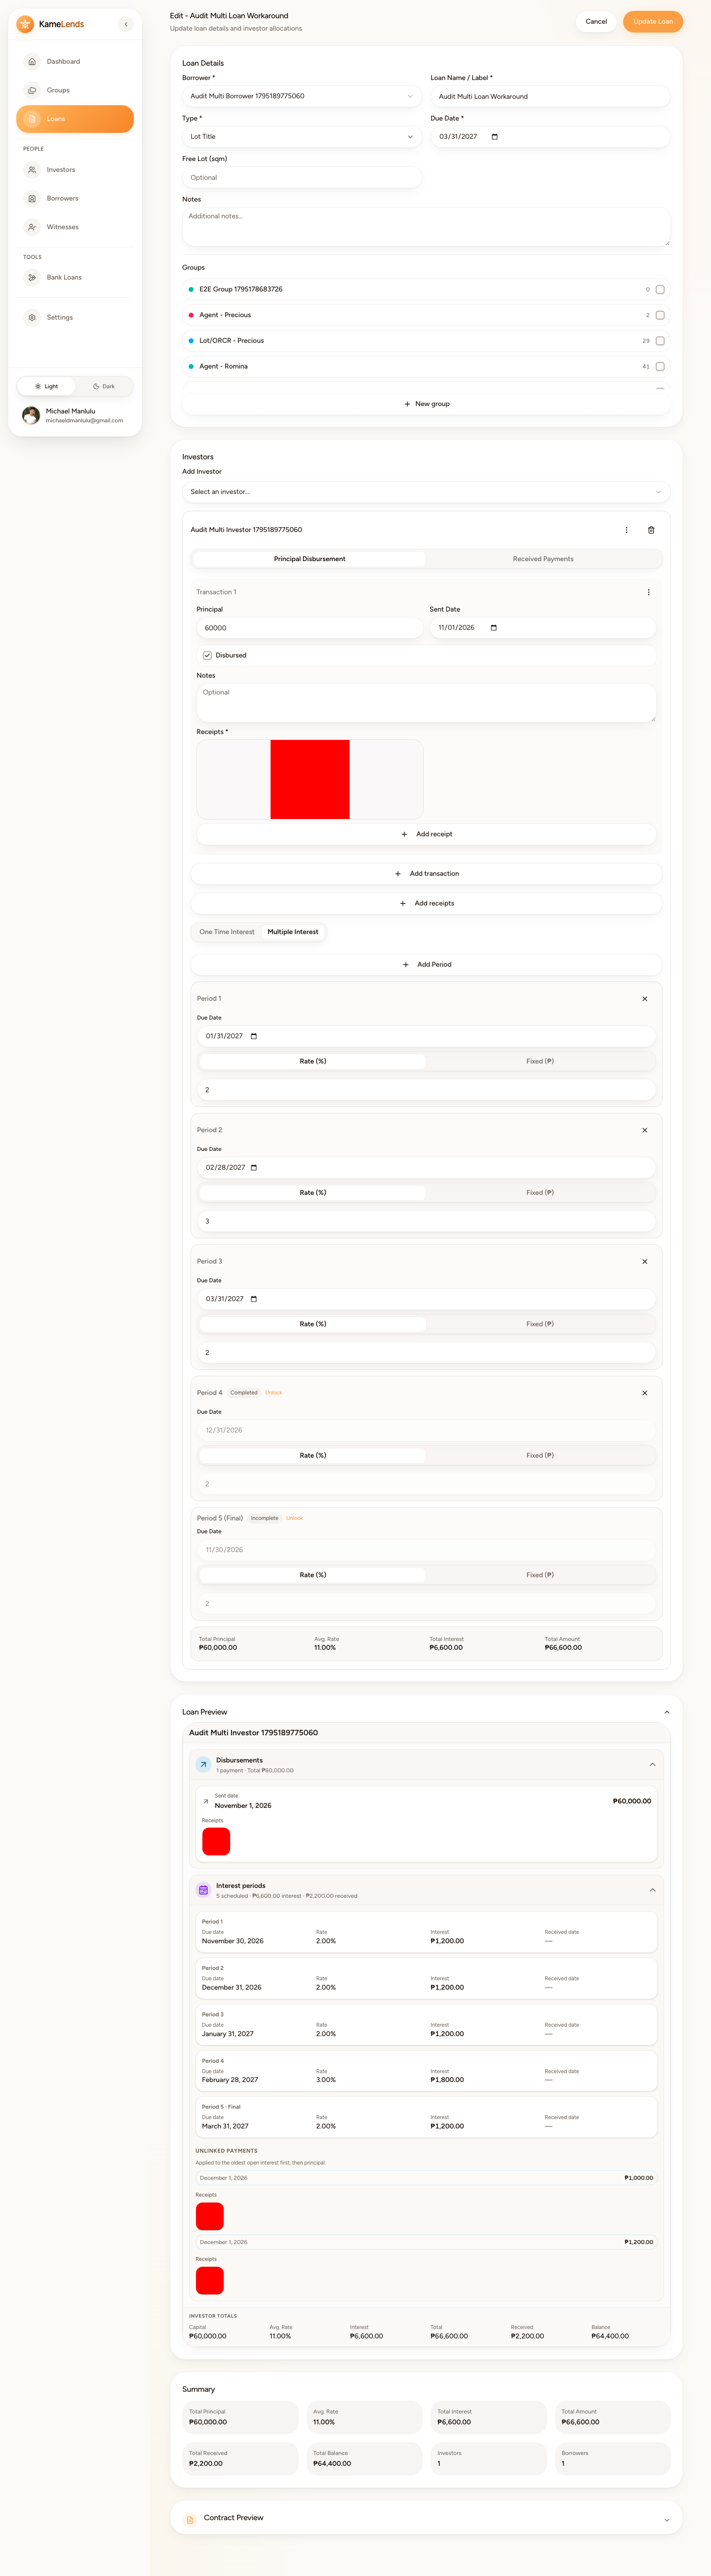 KameLends
Dashboard
Groups
Loans
PEOPLE
Investors
Borrowers
Witnesses
TOOLS
Bank Loans
Settings
Light Dark
Michael Manlulu
michaeldmanlulu@gmail.com
Edit - Audit Multi Loan Workaround
Update loan details and investor allocations
Cancel Update Loan
Loan Details
Borrower * Loan Name / Label *
Audit Multi Borrower 1795189775060 Audit Multi Loan Workaround
Type * Due Date *
Lot Title 03/31/2027
Free Lot (sqm)
Optional
Notes
Additional notes...
Groups
E2E Group 1795178683726 0
Agent - Precious 2
Lot/ORCR - Precious 29
Agent - Romina 41
+ New group
Investors
Add Investor
Select an investor...
Audit Multi Investor 1795189775060
Principal Disbursement Received Payments
Transaction 1
Principal Sent Date
60000 11/01/2026
Disbursed
Notes
Optional
Receipts *
+ Add receipt
+ Add transaction
+ Add receipts
One Time Interest Multiple Interest
+ Add Period
Period 1
Due Date
01/31/2027
Rate (%) Fixed (₱)
2
Period 2
Due Date
02/28/2027
Rate (%) Fixed (₱)
3
Period 3
Due Date
03/31/2027
Rate (%) Fixed (₱)
2
Period 4 Completed Unlock
Due Date
12/31/2026
Rate (%) Fixed (₱)
2
Period 5 (Final) Incomplete Unlock
Due Date
11/30/2026
Rate (%) Fixed (₱)
2
Total Principal Avg. Rate Total Interest Total Amount
₱60,000.00 11.00% ₱6,600.00 ₱66,600.00
Loan Preview
Audit Multi Investor 1795189775060
Disbursements
1 payment · Total ₱60,000.00
Sent date
November 1, 2026 ₱60,000.00
Receipts
Interest periods
5 scheduled · ₱6,600.00 interest · ₱2,200.00 received
Period 1
Due date Rate Interest Received date
November 30, 2026 2.00% ₱1,200.00 —
Period 2
Due date Rate Interest Received date
December 31, 2026 2.00% ₱1,200.00 —
Period 3
Due date Rate Interest Received date
January 31, 2027 2.00% ₱1,200.00 —
Period 4
Due date Rate Interest Received date
February 28, 2027 3.00% ₱1,800.00 —
Period 5 · Final
Due date Rate Interest Received date
March 31, 2027 2.00% ₱1,200.00 —
UNLINKED PAYMENTS
Applied to the oldest open interest first, then principal.
December 1, 2026 ₱1,000.00
Receipts
December 1, 2026 ₱1,200.00
Receipts
INVESTOR TOTALS
Capital Avg. Rate Interest Total Received Balance
₱60,000.00 11.00% ₱6,600.00 ₱66,600.00 ₱2,200.00 ₱64,400.00
Summary
Total Principal Avg. Rate Total Interest Total Amount
₱60,000.00 11.00% ₱6,600.00 ₱66,600.00
Total Received Total Balance Investors Borrowers
₱2,200.00 ₱64,400.00 1 1
Contract Preview